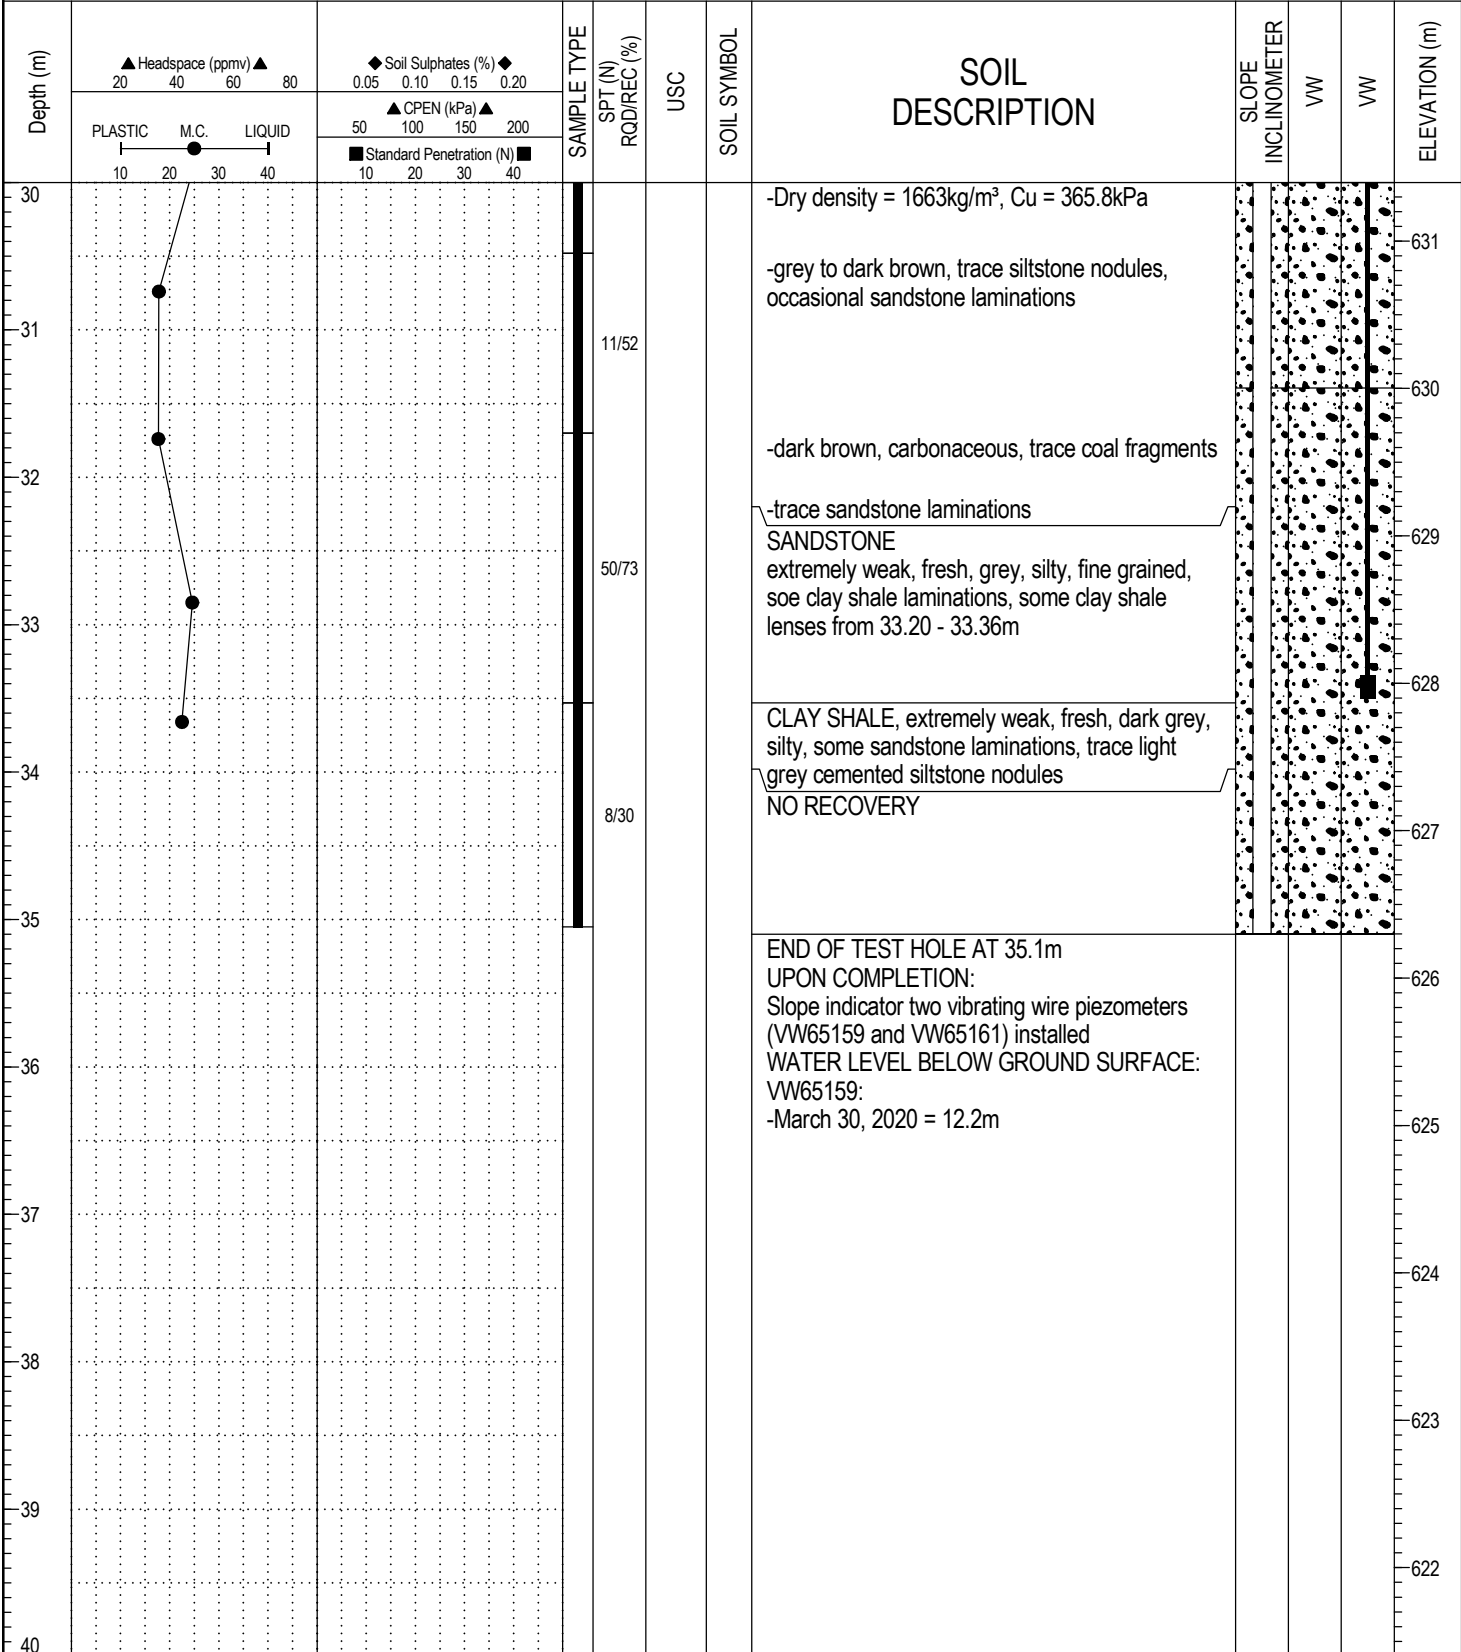 Depth (m)
▲ Headspace (ppmv) ▲
20 40 60 80
PLASTIC M.C. LIQUID
10 20 30 40
◆ Soil Sulphates (%) ◆
0.05 0.10 0.15 0.20
▲ CPEN (kPa) ▲
50 100 150 200
■ Standard Penetration (N) ■
10 20 30 40
SAMPLE TYPE
SPT (N)
RQD/REC (%)
USC
SOIL SYMBOL
SOIL
DESCRIPTION
SLOPE
INCLINOMETER
VW
VW
ELEVATION (m)
30
31
32
33
34
35
36
37
38
39
40
11/52
50/73
8/30
-Dry density = 1663kg/m³, Cu = 365.8kPa
-grey to dark brown, trace siltstone nodules,
occasional sandstone laminations
-dark brown, carbonaceous, trace coal fragments
-trace sandstone laminations
SANDSTONE
extremely weak, fresh, grey, silty, fine grained,
soe clay shale laminations, some clay shale
lenses from 33.20 - 33.36m
CLAY SHALE, extremely weak, fresh, dark grey,
silty, some sandstone laminations, trace light
grey cemented siltstone nodules
NO RECOVERY
END OF TEST HOLE AT 35.1m
UPON COMPLETION:
Slope indicator two vibrating wire piezometers
(VW65159 and VW65161) installed
WATER LEVEL BELOW GROUND SURFACE:
VW65159:
-March 30, 2020 = 12.2m
631
630
629
628
627
626
625
624
623
622